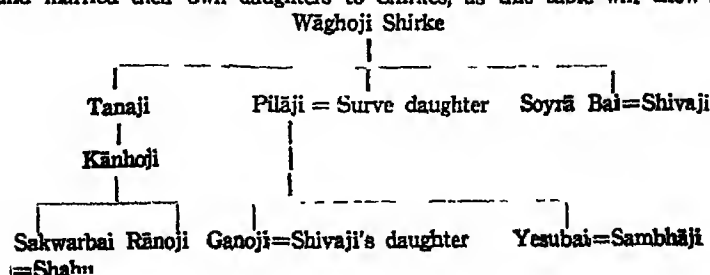 and married their own daughters to Shirkes, as this table will show :
Wāghoji Shirke
Tanaji Pilāji = Surve daughter Soyrā Bai=Shivaji
Kānhoji
Sakwarbai Rānoji Ganoji=Shivaji's daughter Yesubai=Sambhāji
=Shahu